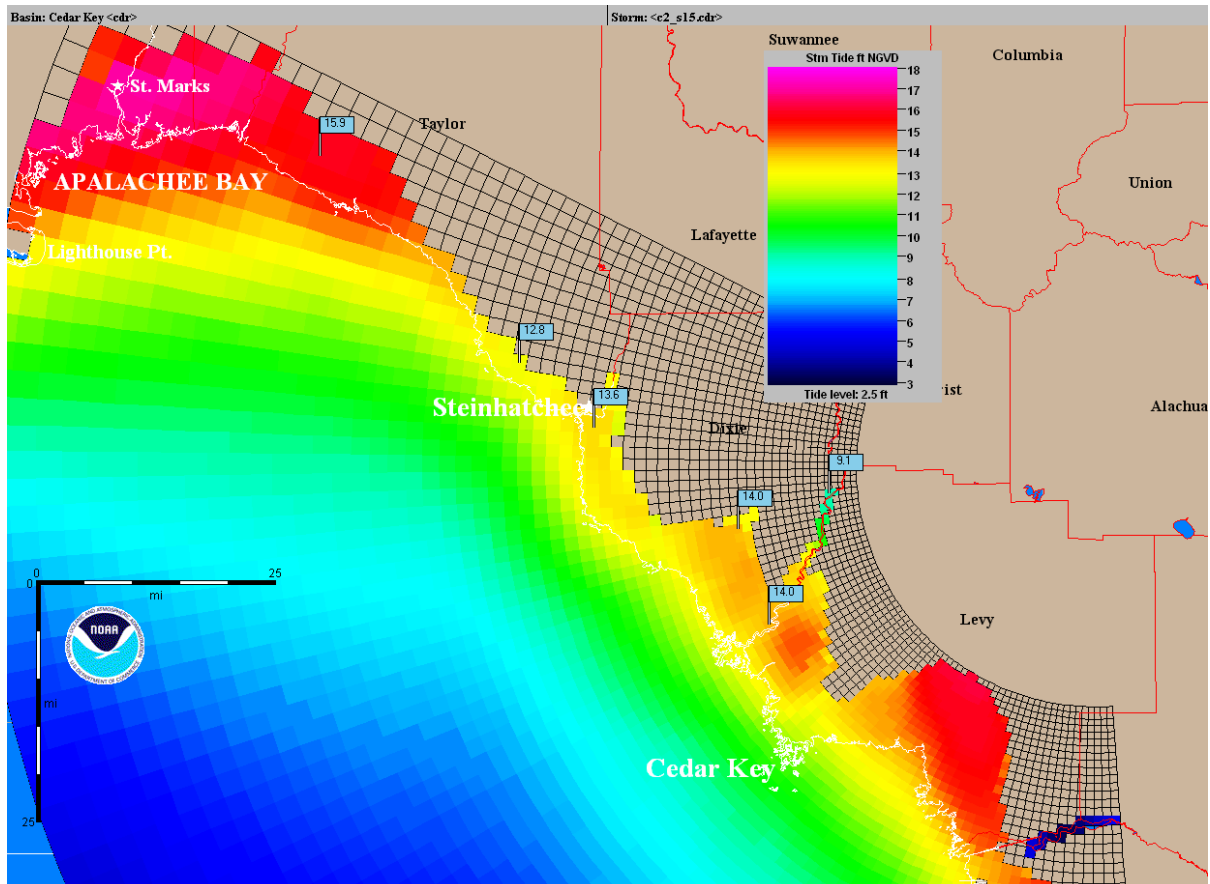 Basin: Cedar Key <cdr>
Storm: <c2_s15.cdr>
Suwannee
Columbia
Stm Tide ft NGVD
18
17
16
15
14
13
12
11
10
9
8
7
6
5
4
3
Tide level: 2.5 ft
St. Marks
15.9
Taylor
APALACHEE BAY
Union
Lafayette
Lighthouse Pt.
12.8
13.6
Steinhatchee
rist
Alachua
Dixie
9.1
14.0
0
25
0
mi
14.0
NOAA
Levy
mi
Cedar Key
25